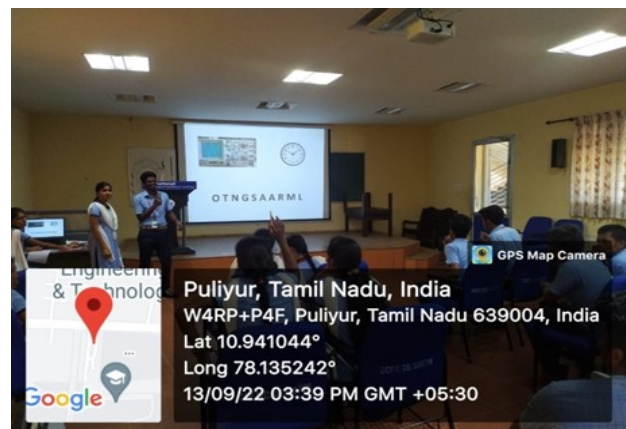 OTNGSAARML
GPS Map Camera
Engineering
& Technolog
Google
Puliyur, Tamil Nadu, India
W4RP+P4F, Puliyur, Tamil Nadu 639004, India
Lat 10.941044°
Long 78.135242°
13/09/22 03:39 PM GMT +05:30